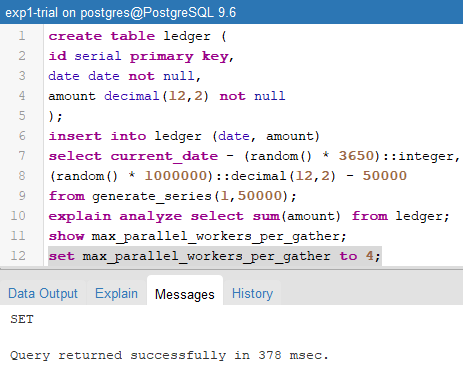 exp1-trial on postgres@PostgreSQL 9.6
1 create table ledger (
2 id serial primary key,
3 date date not null,
4 amount decimal(12,2) not null
5 );
6 insert into ledger (date, amount)
7 select current_date - (random() * 3650)::integer,
8 (random() * 1000000)::decimal(12,2) - 50000
9 from generate_series(1,50000);
10 explain analyze select sum(amount) from ledger;
11 show max_parallel_workers_per_gather;
12 set max_parallel_workers_per_gather to 4;
Data Output Explain Messages History
SET
Query returned successfully in 378 msec.